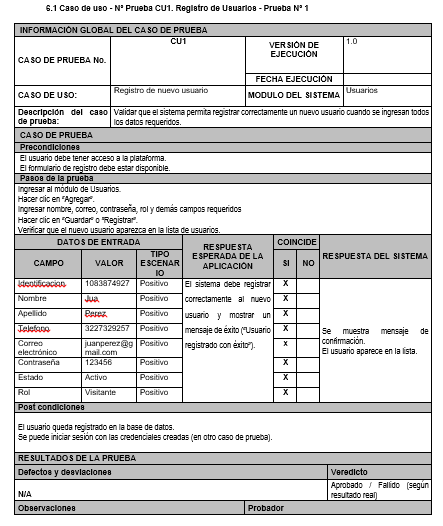 6.1 Caso de uso - Nº Prueba CU1. Registro de Usuarios - Prueba Nº 1
INFORMACIÓN GLOBAL DEL CASO DE PRUEBA
CASO DE PRUEBA No.
CU1
VERSIÓN DE
EJECUCIÓN
1.0
FECHA EJECUCIÓN
CASO DE USO:
Registro de nuevo usuario
MODULO DEL SISTEMA
Usuarios
Descripción del caso
de prueba:
Validar que el sistema permita registrar correctamente un nuevo usuario cuando se ingresan todos
los datos requeridos.
CASO DE PRUEBA
Precondiciones
El usuario debe tener acceso a la plataforma.
El formulario de registro debe estar disponible.
Pasos de la prueba
Ingresar al módulo de Usuarios.
Hacer clic en "Agregar".
Ingresar nombre, correo, contraseña, rol y demás campos requeridos
Hacer clic en "Guardar" o "Registrar".
Verificar que el nuevo usuario aparezca en la lista de usuarios.
DATOS DE ENTRADA
RESPUESTA
ESPERADA DE LA
APLICACIÓN
COINCIDE
RESPUESTA DEL SISTEMA
CAMPO
VALOR
TIPO
ESCENAR
IO
SI
NO
Identificacion
1083874927
Positivo
X
Nombre
Jua
Positivo
X
Apellido
Perez
Positivo
X
Telefono
3227329257
Positivo
X
Correo
electrónico
juanperez@g
mail.com
Positivo
X
Contraseña
123456
Positivo
X
Estado
Activo
Positivo
X
Rol
Visitante
Positivo
X
El sistema debe registrar
correctamente al nuevo
usuario y mostrar un
mensaje de éxito ("Usuario
registrado con éxito").
Se muestra mensaje de
confirmación.
El usuario aparece en la lista.
Post condiciones
El usuario queda registrado en la base de datos.
Se puede iniciar sesión con las credenciales creadas (en otro caso de prueba).
RESULTADOS DE LA PRUEBA
Defectos y desviaciones
Veredicto
N/A
Aprobado / Fallido (según
resultado real)
Observaciones
Probador